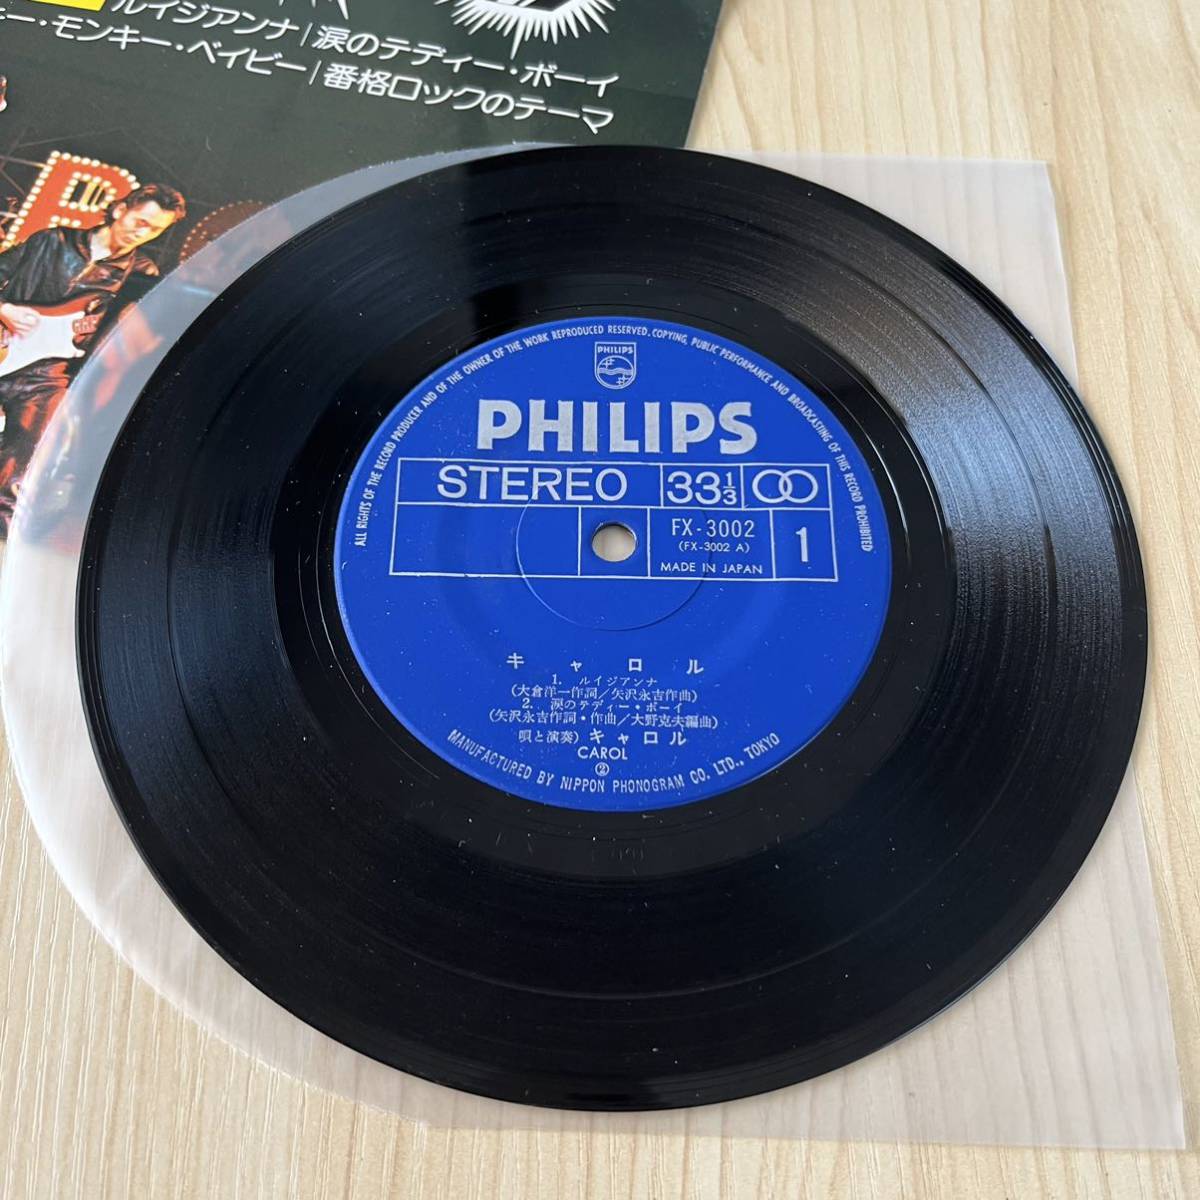 ルイジアンナ|涙のテディー・ボーイ
ー・モンキー・ベイビー|番格ロックのテーマ
ALL RIGHTS OF THE RECORD PRODUCER AND OF THE OWNER OF THE WORK REPRODUCED RESERVED. COPYING, PUBLIC PERFORMANCE AND BROADCASTING OF THIS RECORD PROHIBITED
PHILIPS
PHILIPS
STEREO 33 1/3
FX-3002
(FX-3002 A)
MADE IN JAPAN
1
キャロル
1. ルイジアンナ
(大倉洋一作詞/矢沢永吉作曲)
2. 涙のテディー・ボーイ
(矢沢永吉作詞・作曲/大野克夫編曲)
唄と演奏) キャロル
CAROL
②
MANUFACTURED BY NIPPON PHONOGRAM CO. LTD., TOKYO